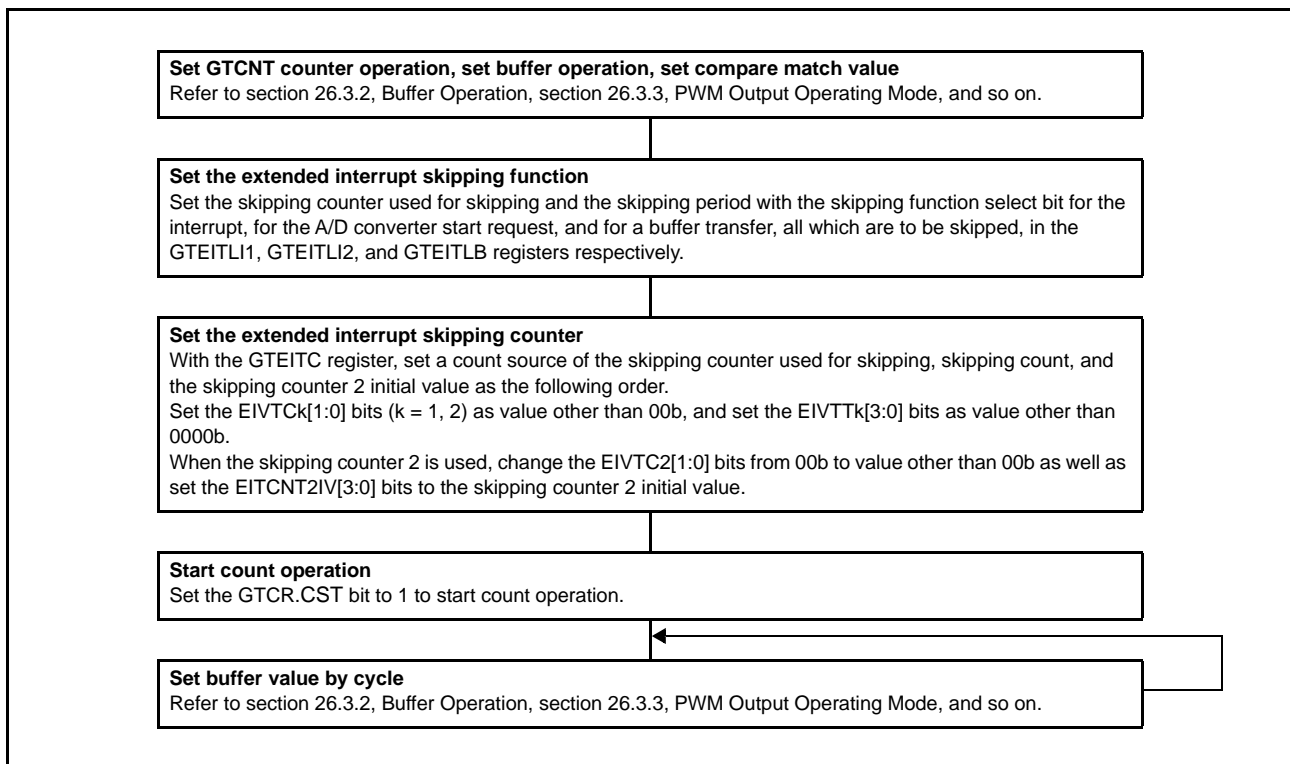 Set GTCNT counter operation, set buffer operation, set compare match value
Refer to section 26.3.2, Buffer Operation, section 26.3.3, PWM Output Operating Mode, and so on.
Set the extended interrupt skipping function
Set the skipping counter used for skipping and the skipping period with the skipping function select bit for the
interrupt, for the A/D converter start request, and for a buffer transfer, all which are to be skipped, in the
GTEITLI1, GTEITLI2, and GTEITLB registers respectively.
Set the extended interrupt skipping counter
With the GTEITC register, set a count source of the skipping counter used for skipping, skipping count, and
the skipping counter 2 initial value as the following order.
Set the EIVTCk[1:0] bits (k = 1, 2) as value other than 00b, and set the EIVTTk[3:0] bits as value other than
0000b.
When the skipping counter 2 is used, change the EIVTC2[1:0] bits from 00b to value other than 00b as well as
set the EITCNT2IV[3:0] bits to the skipping counter 2 initial value.
Start count operation
Set the GTCR.CST bit to 1 to start count operation.
Set buffer value by cycle
Refer to section 26.3.2, Buffer Operation, section 26.3.3, PWM Output Operating Mode, and so on.